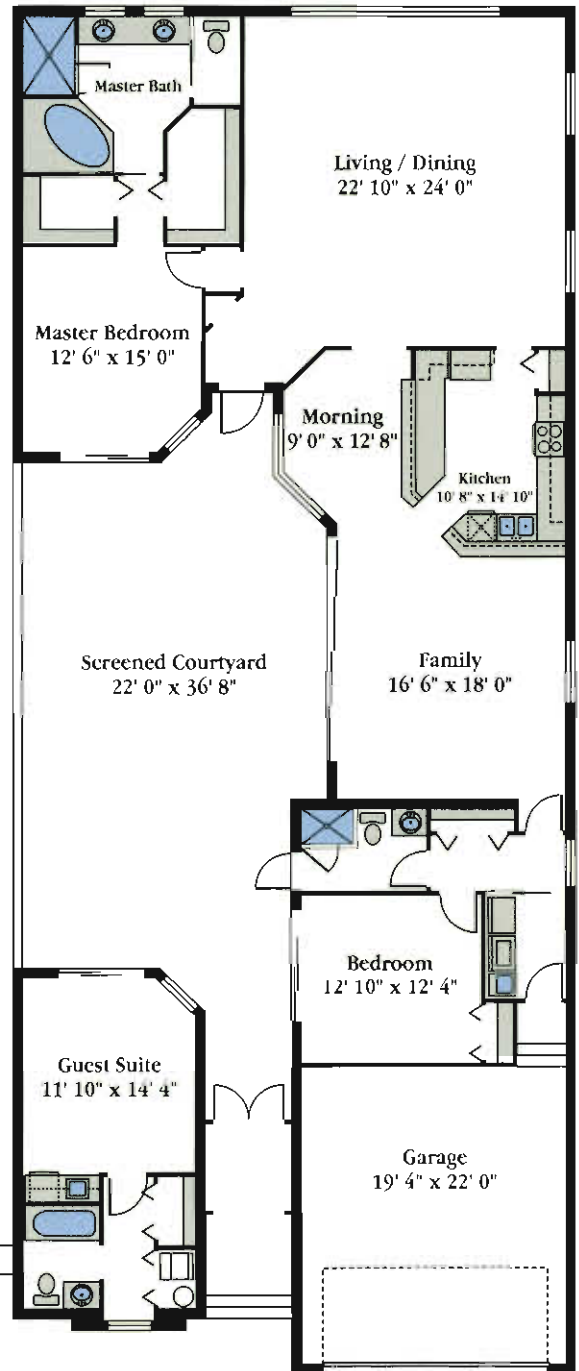 Master Bath
Living / Dining
22' 10" x 24' 0"
Master Bedroom
12' 6" x 15' 0"
Morning
9' 0" x 12' 8"
Kitchen
10' 8" x 14' 10"
Screened Courtyard
22' 0" x 36' 8"
Family
16' 6" x 18' 0"
Bedroom
12' 10" x 12' 4"
Guest Suite
11' 10" x 14' 4"
Garage
19' 4" x 22' 0"